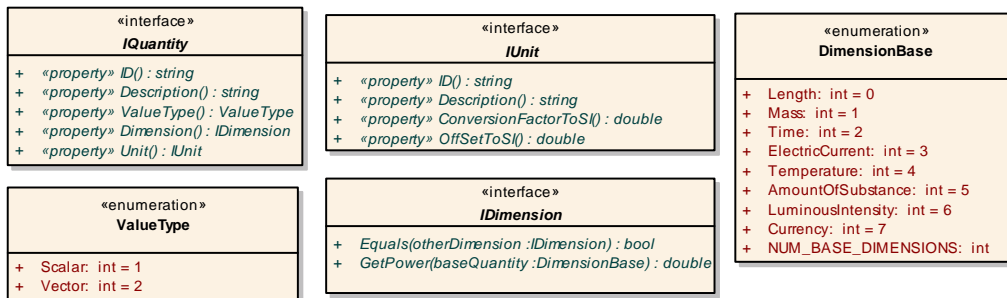 «interface»
IQuantity
+ «property» ID() : string
+ «property» Description() : string
+ «property» ValueType() : ValueType
+ «property» Dimension() : IDimension
+ «property» Unit() : IUnit
«interface»
IUnit
+ «property» ID() : string
+ «property» Description() : string
+ «property» ConversionFactorToSI() : double
+ «property» OffSetToSI() : double
«enumeration»
DimensionBase
+ Length: int = 0
+ Mass: int = 1
+ Time: int = 2
+ ElectricCurrent: int = 3
+ Temperature: int = 4
+ AmountOfSubstance: int = 5
+ LuminousIntensity: int = 6
+ Currency: int = 7
+ NUM_BASE_DIMENSIONS: int
«enumeration»
ValueType
+ Scalar: int = 1
+ Vector: int = 2
«interface»
IDimension
+ Equals(otherDimension :IDimension) : bool
+ GetPower(baseQuantity :DimensionBase) : double